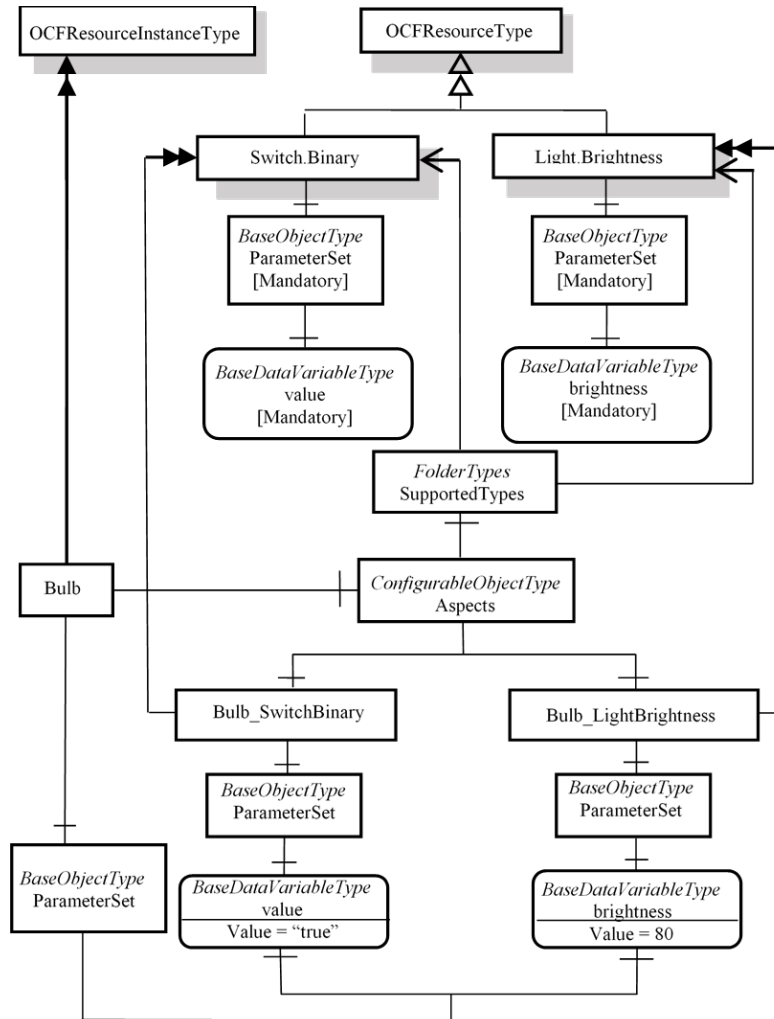 OCFResourceInstanceType
OCFResourceType
Switch.Binary
Light.Brightness
BaseObjectType
ParameterSet
[Mandatory]
BaseObjectType
ParameterSet
[Mandatory]
BaseDataVariableType
value
[Mandatory]
BaseDataVariableType
brightness
[Mandatory]
FolderTypes
SupportedTypes
Bulb
ConfigurableObjectType
Aspects
Bulb_SwitchBinary
Bulb_LightBrightness
BaseObjectType
ParameterSet
BaseObjectType
ParameterSet
BaseObjectType
ParameterSet
BaseDataVariableType
value
Value = “true”
BaseDataVariableType
brightness
Value = 80